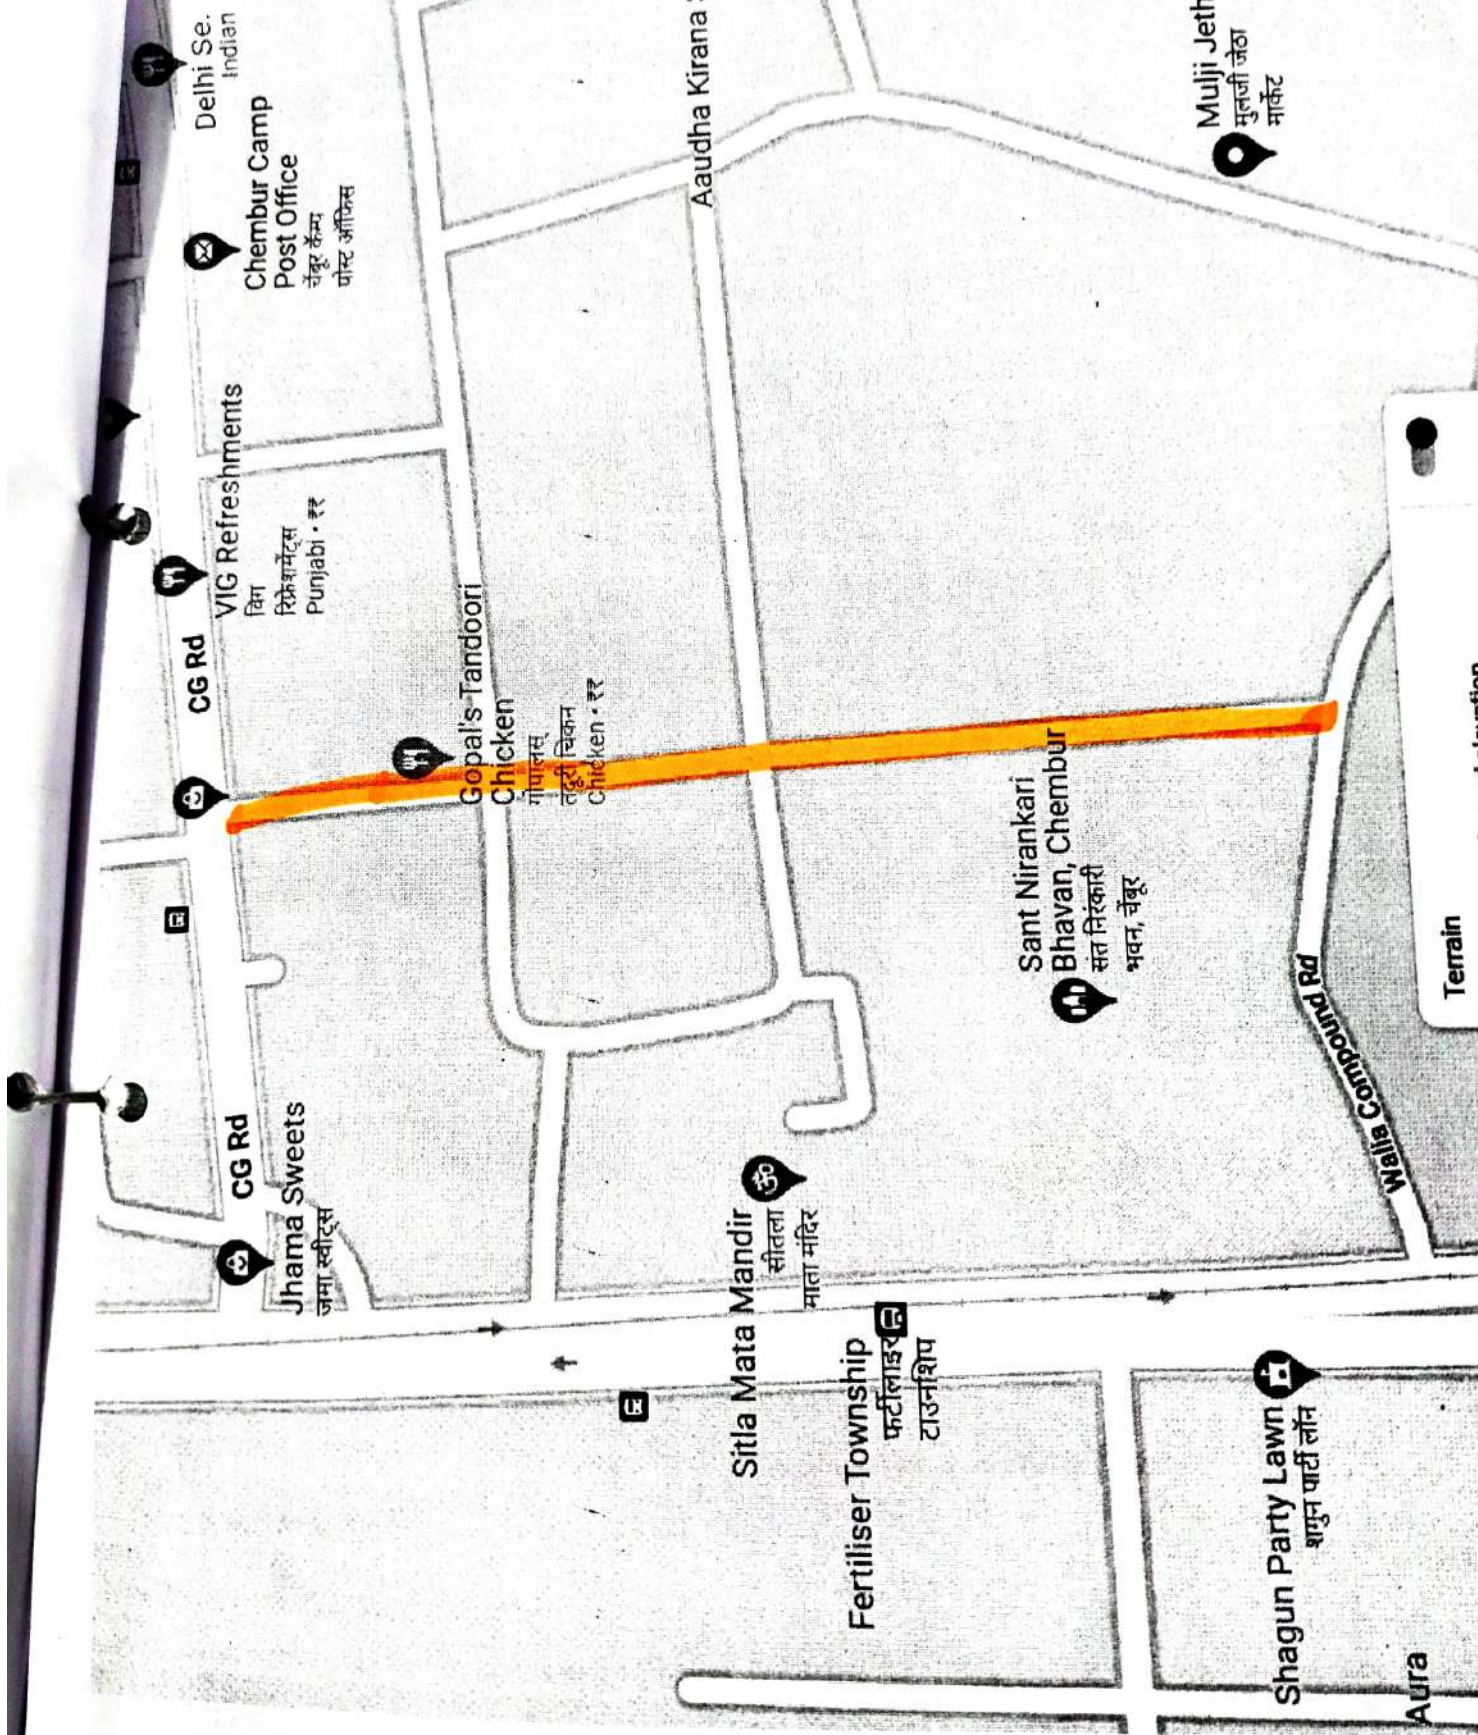 Delhi Se.
Indian
Chembur Camp
Post Office
चेंबूर कॅम्प
पोस्ट ऑफिस
VIG Refreshments
विग
रिफ्रेशमेंट्स
Punjabi · ₹₹
CG Rd
Gopal's Tandoori
Chicken
गोपालस्
तंदूरी चिकन
Chicken · ₹₹
Aaudha Kirana
Mulji Jeth
मुलजी जेठा
मार्केट
CG Rd
Jhama Sweets
जमा स्वीट्स
Sant Nirankari
Bhavan, Chembur
संत निरंकारी
भवन, चेंबूर
Walia Compound Rd
Sitla Mata Mandir
सीतला
माता मंदिर
Fertiliser Township
फर्टीलाइझर
टाउनशिप
Shagun Party Lawn
शगुन पार्टी लॉन
Aura
Terrain